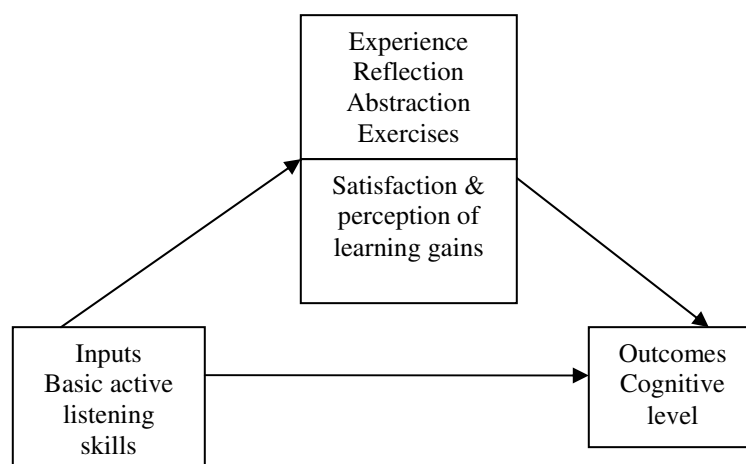 Experience
Reflection
Abstraction
Exercises
Satisfaction &
perception of
learning gains
Inputs
Basic active
listening
skills
Outcomes
Cognitive
level